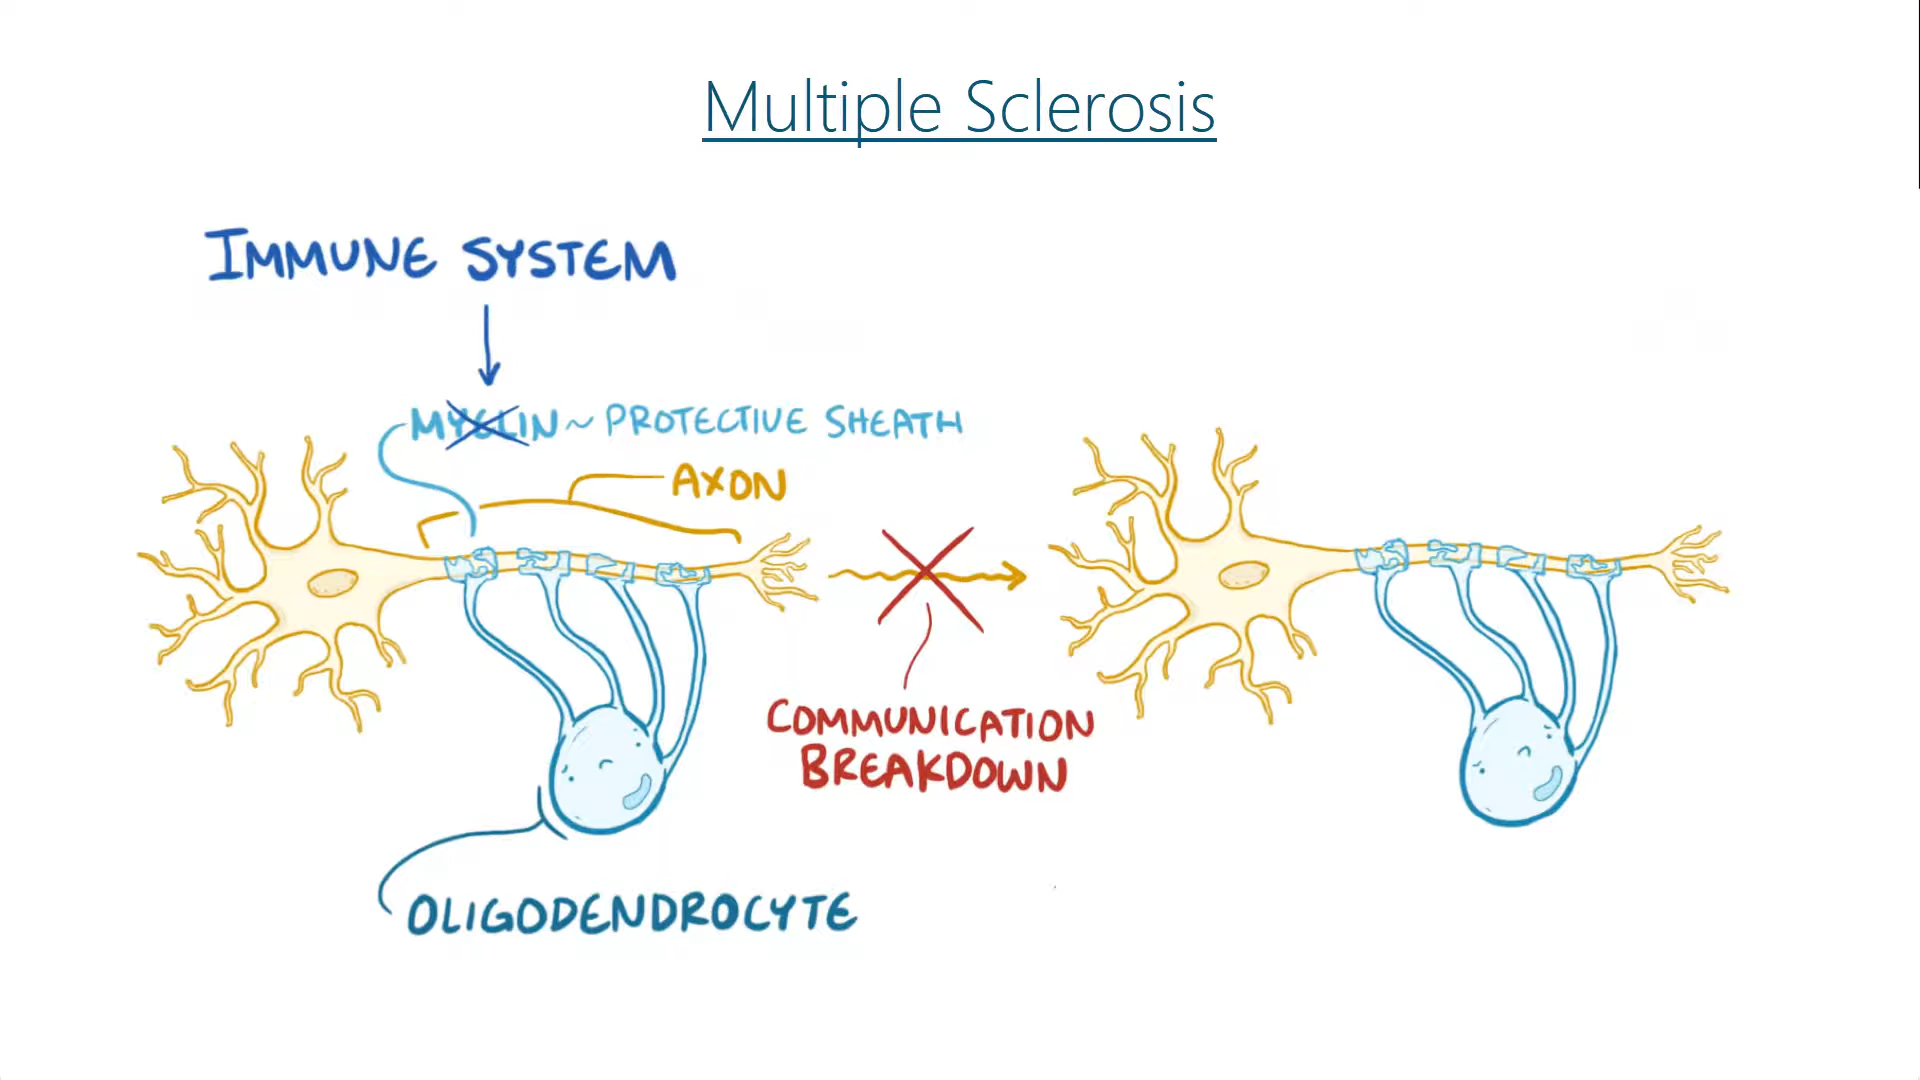 Multiple Sclerosis
IMMUNE SYSTEM
MYELIN ~ PROTECTIVE SHEATH
AXON
COMMUNICATION
BREAKDOWN
OLIGODENDROCYTE